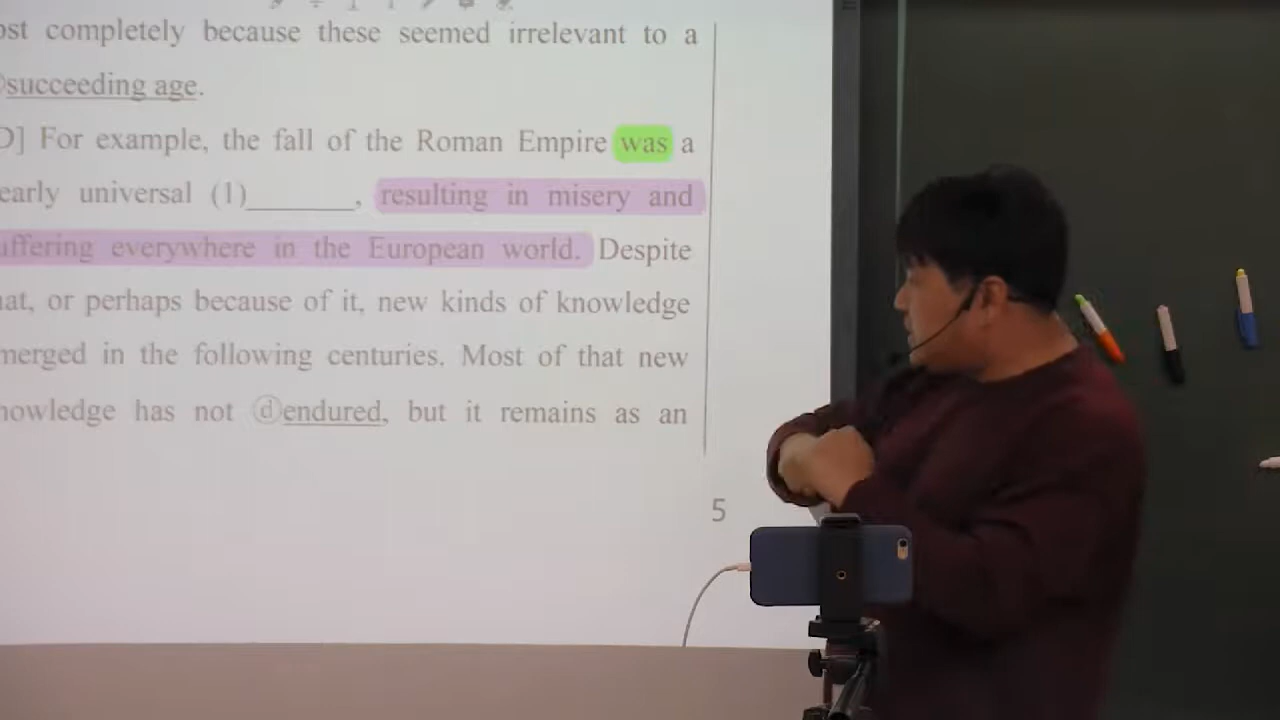 ost completely because these seemed irrelevant to a
succeeding age.
D] For example, the fall of the Roman Empire was a
early universal (1)________, resulting in misery and
uffering everywhere in the European world. Despite
hat, or perhaps because of it, new kinds of knowledge
merged in the following centuries. Most of that new
nowledge has not ⓓendured, but it remains as an
5